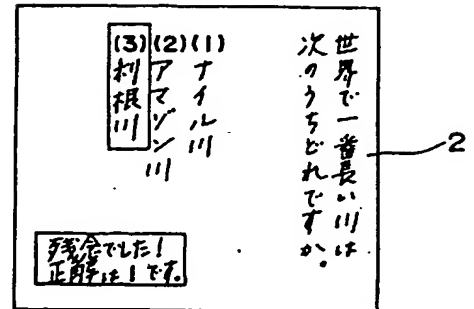 世界で一番長い川は
次のうちどれですか。
(1)ナイル川
(2)アマゾン川
(3)利根川
残念でした!
正解は1です。
2